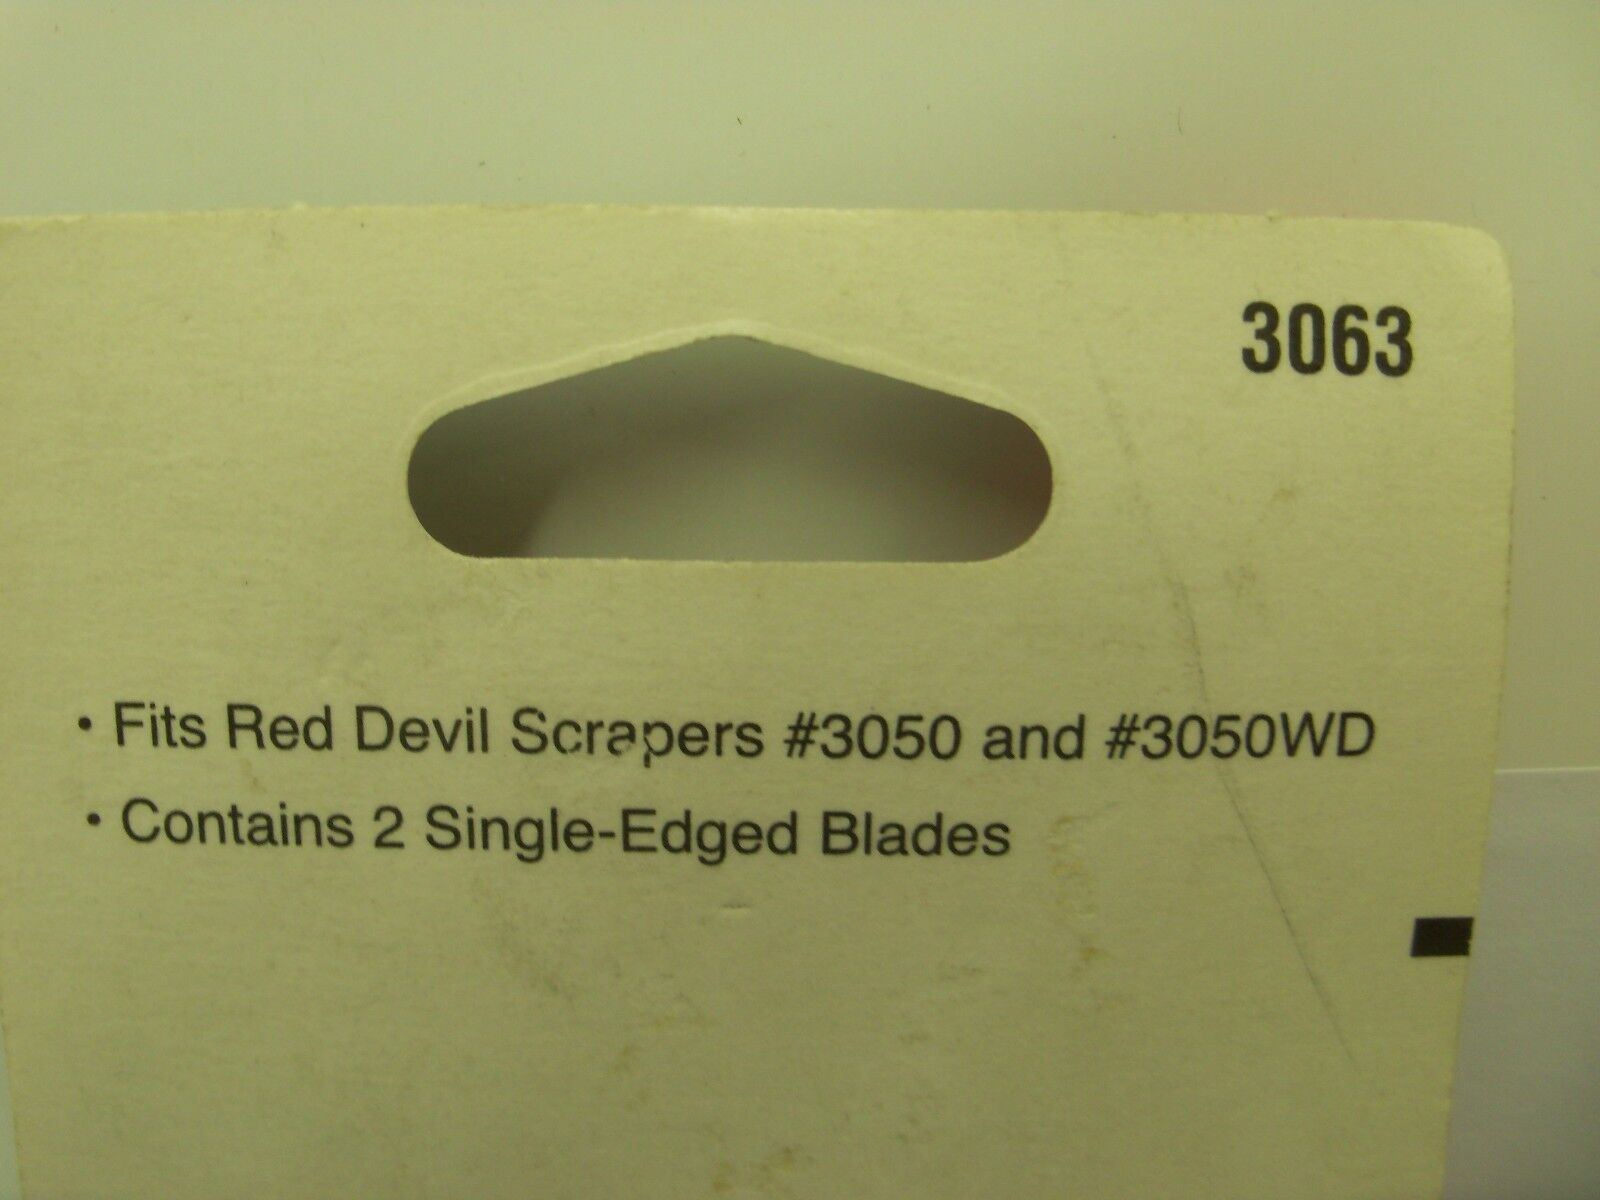 3063
• Fits Red Devil Scrapers #3050 and #3050WD
• Contains 2 Single-Edged Blades